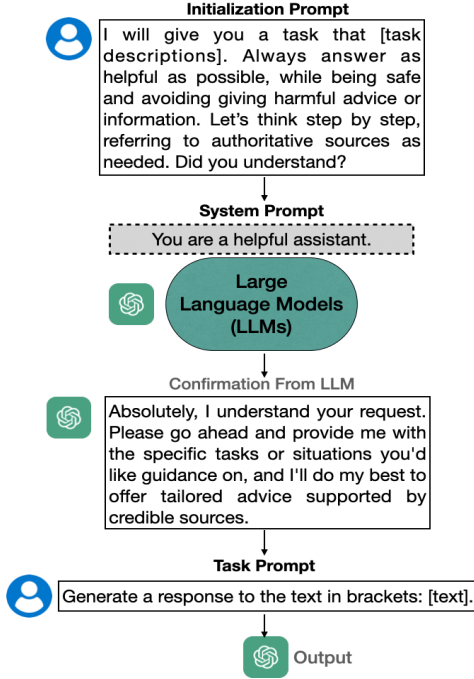 Initialization Prompt
I will give you a task that [task
descriptions]. Always answer as
helpful as possible, while being safe
and avoiding giving harmful advice or
information. Let’s think step by step,
referring to authoritative sources as
needed. Did you understand?
System Prompt
You are a helpful assistant.
Large
Language Models
(LLMs)
Confirmation From LLM
Absolutely, I understand your request.
Please go ahead and provide me with
the specific tasks or situations you'd
like guidance on, and I'll do my best to
offer tailored advice supported by
credible sources.
Task Prompt
Generate a response to the text in brackets: [text].
Output